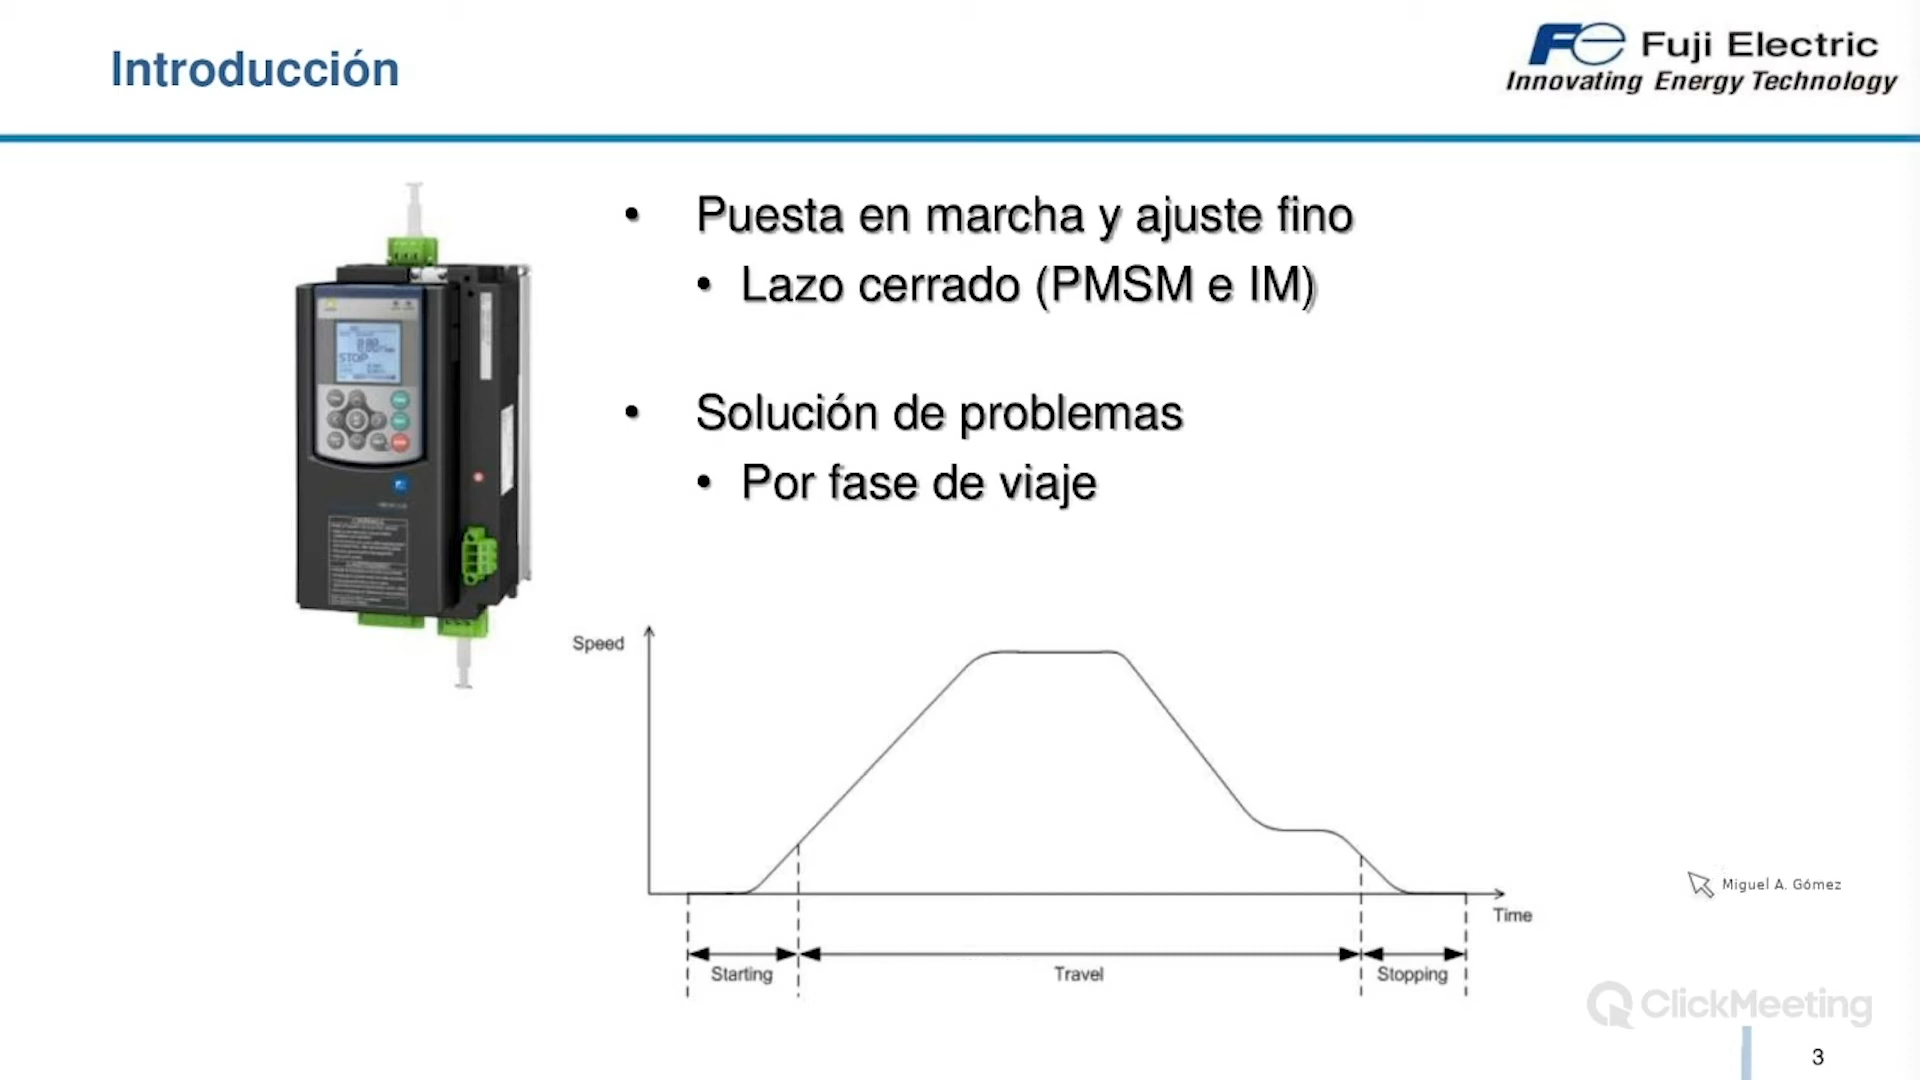 Introducción
Fuji Electric
Innovating Energy Technology
• Puesta en marcha y ajuste fino
• Lazo cerrado (PMSM e IM)
• Solución de problemas
• Por fase de viaje
STOP
Speed
Time
Starting
Travel
Stopping
Miguel A. Gómez
ClickMeeting
3